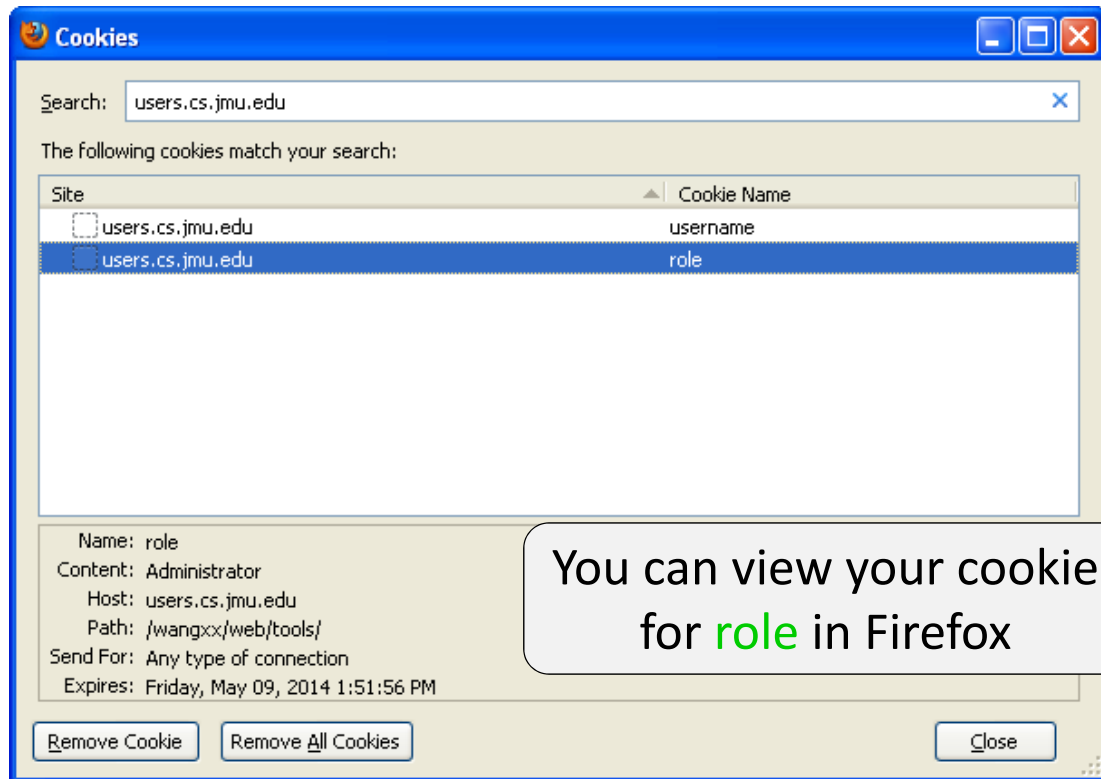 Cookies
Search: users.cs.jmu.edu
The following cookies match your search:
Site Cookie Name
users.cs.jmu.edu username
users.cs.jmu.edu role
Name: role
Content: Administrator
Host: users.cs.jmu.edu
Path: /wangxx/web/tools/
Send For: Any type of connection
Expires: Friday, May 09, 2014 1:51:56 PM
You can view your cookie
for role in Firefox
Remove Cookie Remove All Cookies Close